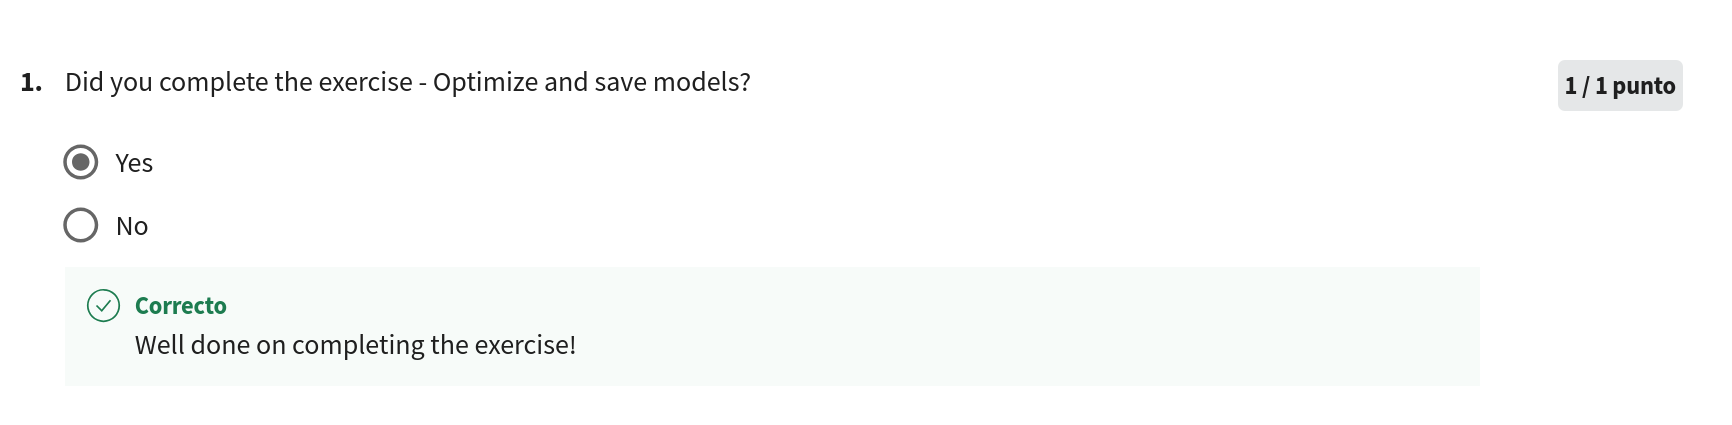 1. Did you complete the exercise - Optimize and save models?
1 / 1 punto
Yes
No
Correcto
Well done on completing the exercise!